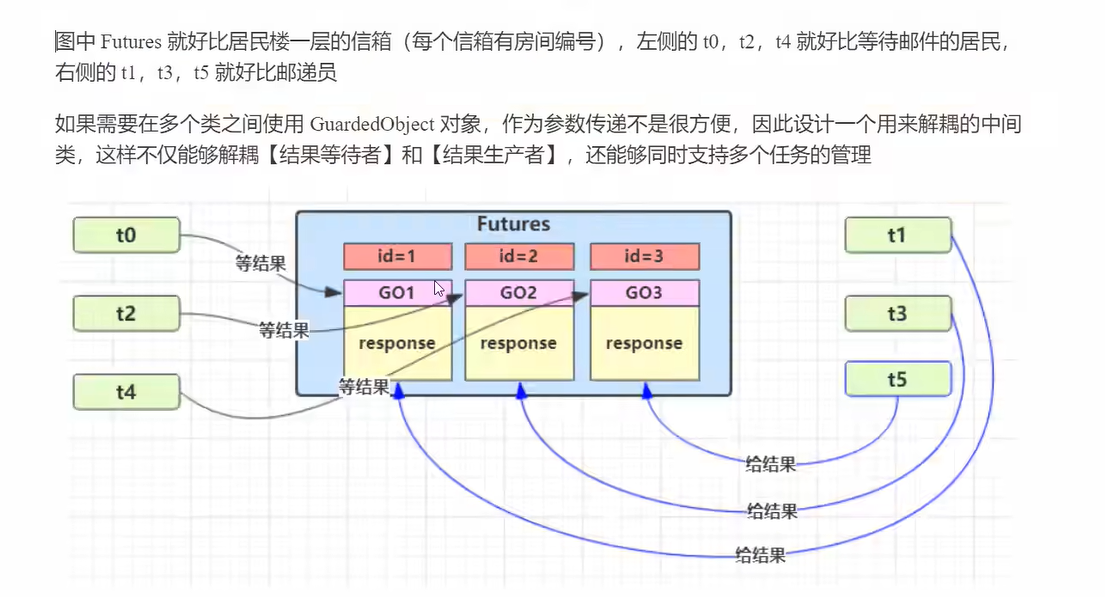 图中 Futures 就好比居民楼一层的信箱（每个信箱有房间编号），左侧的 t0，t2，t4 就好比等待邮件的居民，
右侧的 t1，t3，t5 就好比邮递员
如果需要在多个类之间使用 GuardedObject 对象，作为参数传递不是很方便，因此设计一个用来解耦的中间
类，这样不仅能够解耦【结果等待者】和【结果生产者】，还能够同时支持多个任务的管理
Futures
t0
t1
id=1
id=2
id=3
等结果
GO1
GO2
GO3
t2
t3
等结果
response
response
response
t4
t5
等结果
给结果
给结果
给结果